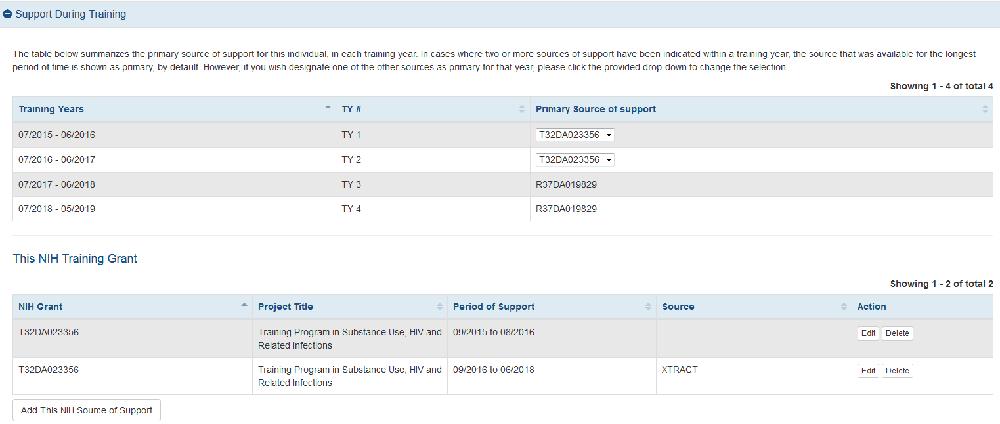 Support During Training
The table below summarizes the primary source of support for this individual, in each training year. In cases where two or more sources of support have been indicated within a training year, the source that was available for the longest
period of time is shown as primary, by default. However, if you wish designate one of the other sources as primary for that year, please click the provided drop-down to change the selection.
Showing 1 - 4 of total 4
Training Years TY # Primary Source of support
07/2015 - 06/2016 TY 1 T32DA023356
07/2016 - 06/2017 TY 2 T32DA023356
07/2017 - 06/2018 TY 3 R37DA019829
07/2018 - 05/2019 TY 4 R37DA019829
This NIH Training Grant
Showing 1 - 2 of total 2
NIH Grant Project Title Period of Support Source Action
T32DA023356 Training Program in Substance Use, HIV and 09/2015 to 08/2016 Edit Delete
Related Infections
T32DA023356 Training Program in Substance Use, HIV and 09/2016 to 06/2018 XTRACT Edit Delete
Related Infections
Add This NIH Source of Support